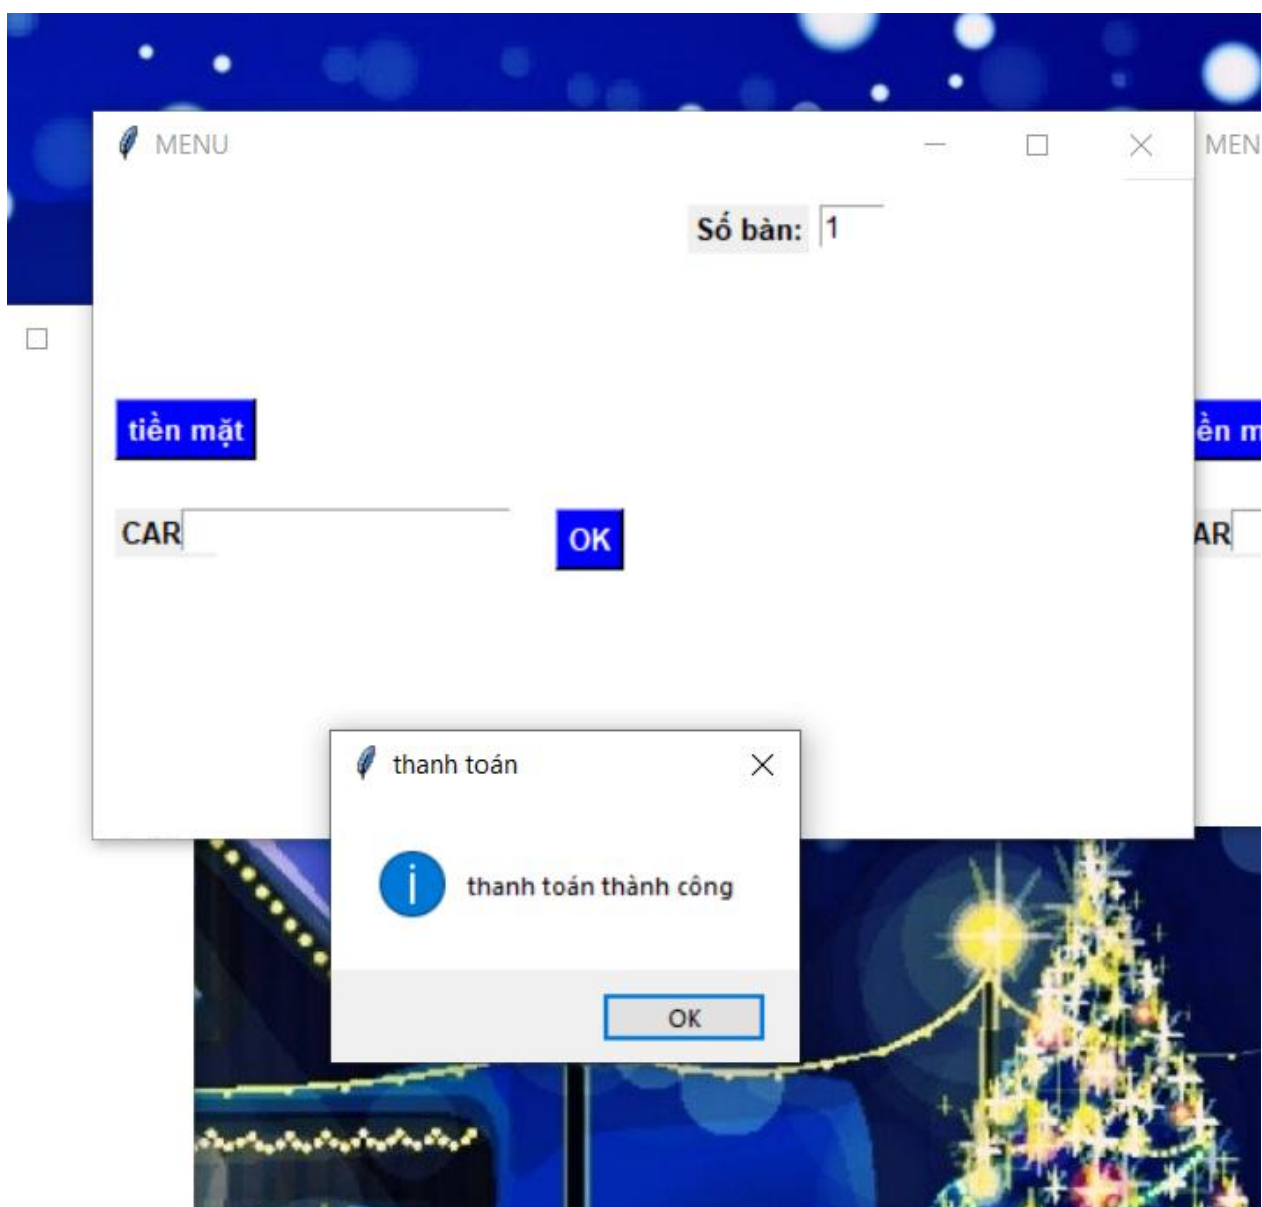 MENU
MEN
Số bàn: 1
tiền mặt
ền m
CAR
OK
AR
thanh toán
thanh toán thành công
OK